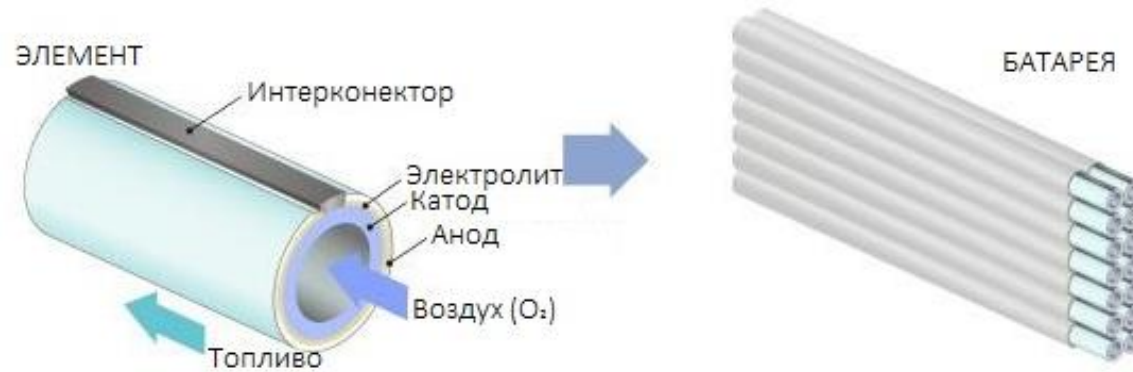 ЭЛЕМЕНТ
Интерконектор
Электролит
Катод
Анод
Воздух (O₂)
Топливо
БАТАРЕЯ